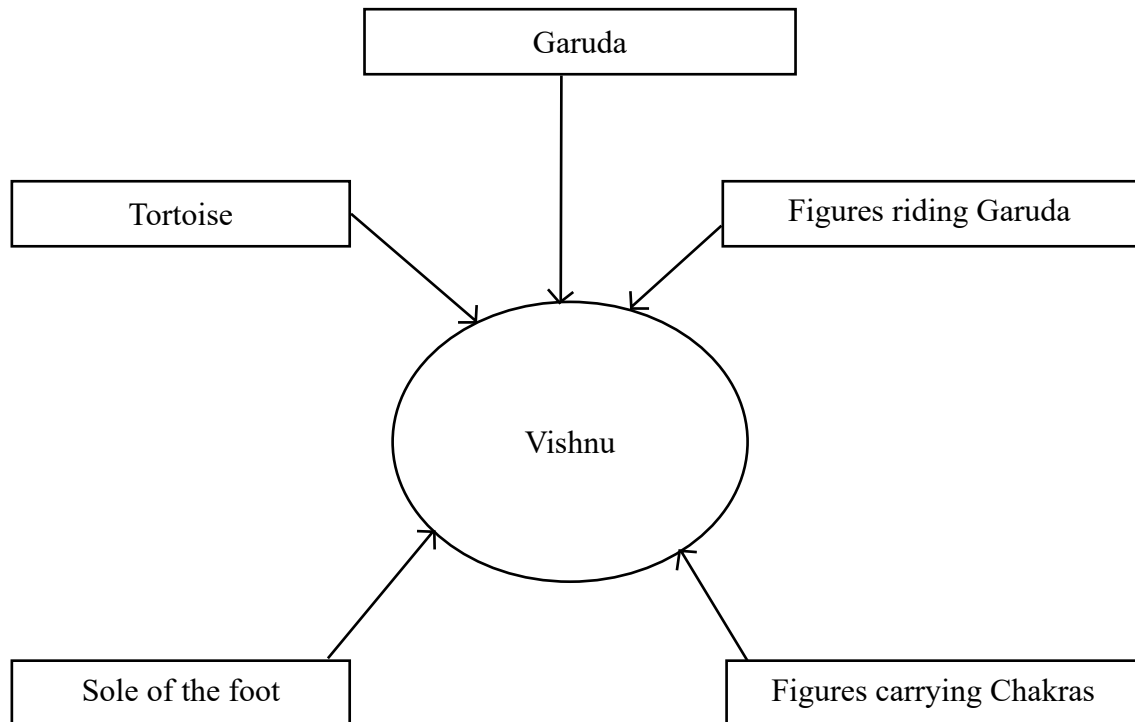 Garuda
Tortoise
Figures riding Garuda
Vishnu
Sole of the foot
Figures carrying Chakras